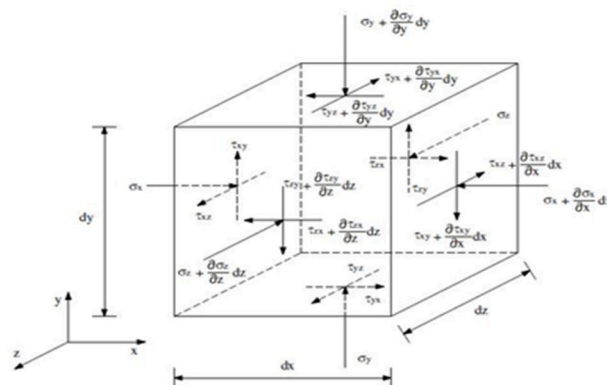 σy + ∂σy/∂y dy
τyx + ∂τyx/∂y dy
τyz + ∂τyz/∂y dy
σz
τxy
τzx
τxz + ∂τxz/∂x dx
σx
τzy + ∂τzy/∂z dz
τzy
dy
τxz
σx + ∂σx/∂x dx
τzx + ∂τzx/∂z dz
τxy + ∂τxy/∂x dx
σz + ∂σz/∂z dz
τyz
y
τyx
dz
z
x
dx
σy